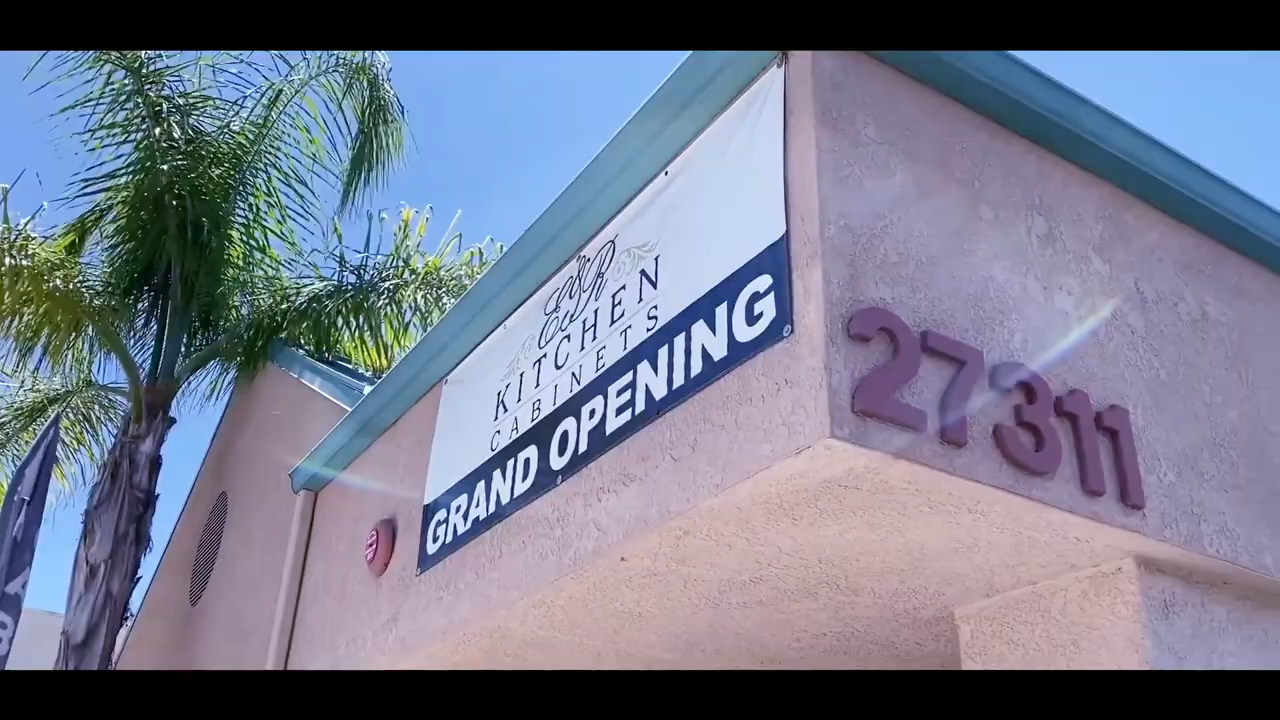 E&R
KITCHEN
CABINETS
GRAND OPENING
27311